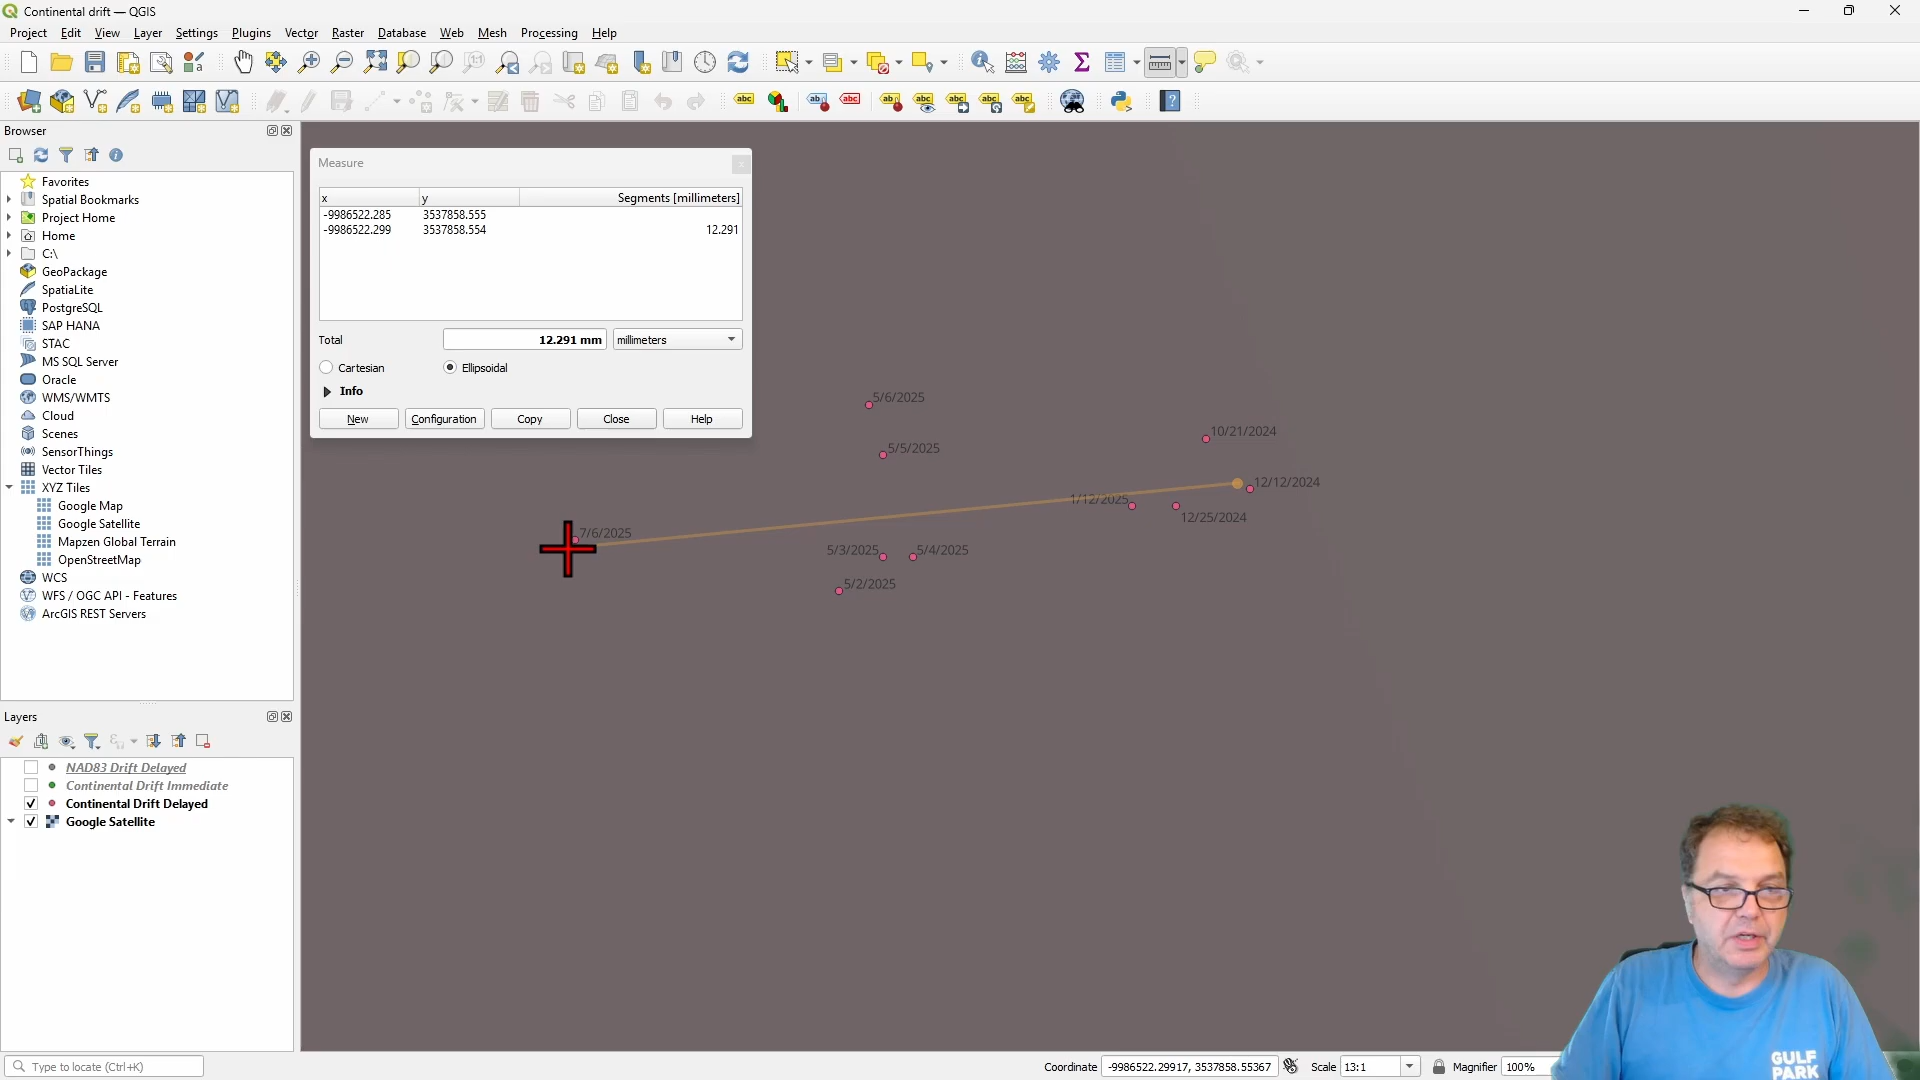 Continental drift — QGIS
Project Edit View Layer Settings Plugins Vector Raster Database Web Mesh Processing Help
Browser
Favorites
Spatial Bookmarks
Project Home
Home
C:\
GeoPackage
SpatiaLite
PostgreSQL
SAP HANA
STAC
MS SQL Server
Oracle
WMS/WMTS
Cloud
Scenes
SensorThings
Vector Tiles
XYZ Tiles
Google Map
Google Satellite
Mapzen Global Terrain
OpenStreetMap
WCS
WFS / OGC API - Features
ArcGIS REST Servers
Layers
NAD83 Drift Delayed
Continental Drift Immediate
Continental Drift Delayed
Google Satellite
Measure
x y Segments [millimeters]
-9986522.285 3537858.555
-9986522.299 3537858.554 12.291
Total 12.291 mm millimeters
Cartesian Ellipsoidal
Info
New Configuration Copy Close Help
5/6/2025
10/21/2024
5/5/2025
12/12/2024
1/12/2025
12/25/2024
7/6/2025
5/3/2025 5/4/2025
5/2/2025
GULF
PARK
Type to locate (Ctrl+K) Coordinate -9986522.29917, 3537858.55367 Scale 13:1 Magnifier 100%